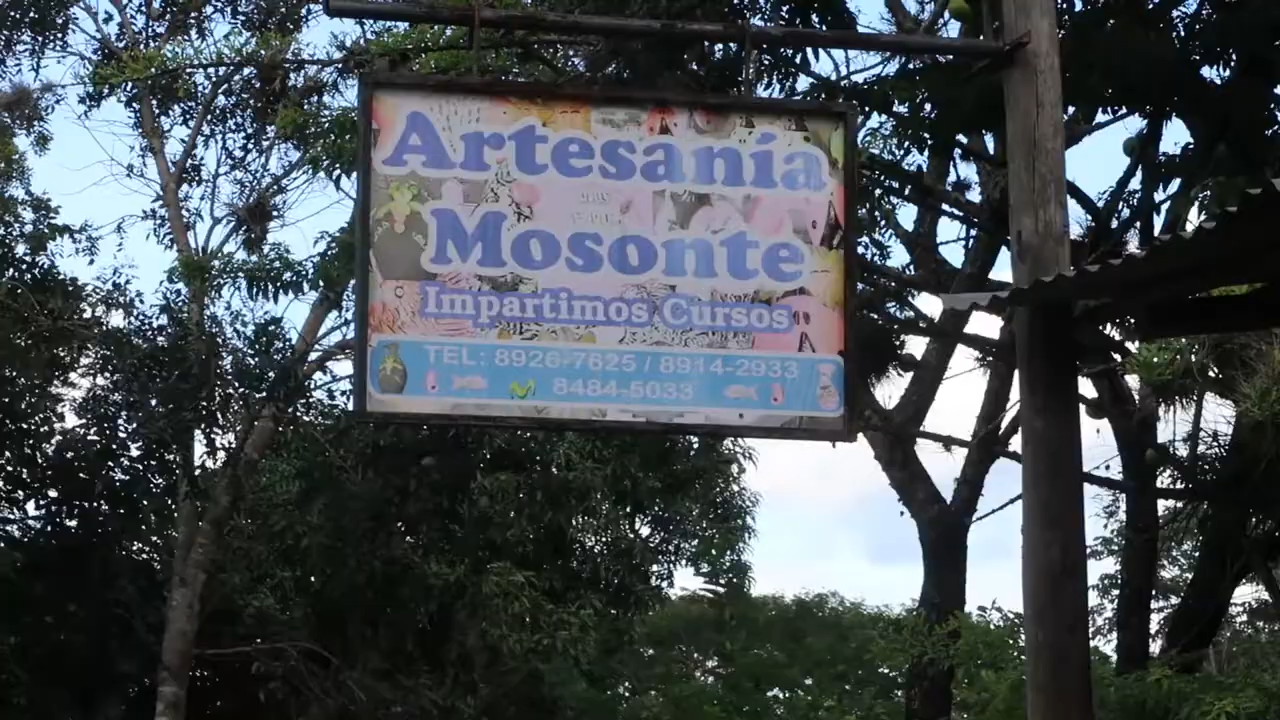 Artesanía
Mosonte
Impartimos Cursos
TEL: 8926-7625 / 8914-2933
8484-5033